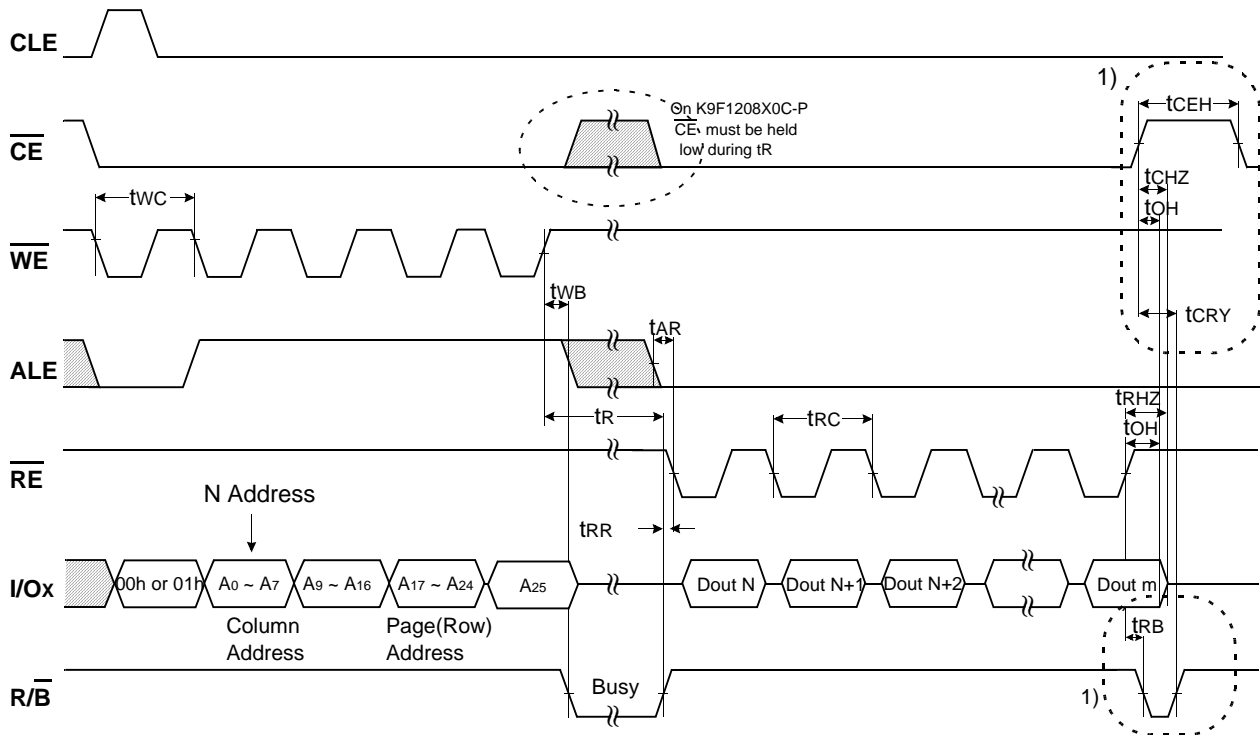 CLE
1)
tCEH
On K9F1208X0C-P
CE must be held
low during tR
CE
tCHZ
tOH
tWC
WE
tWB
tCRY
tAR
ALE
tRHZ
tR
tRC
tOH
RE
N Address
tRR
I/Ox
00h or 01h
A0 ~ A7
A9 ~ A16
A17 ~ A24
A25
Dout N
Dout N+1
Dout N+2
Dout m
Column
Address
Page(Row)
Address
tRB
R/B
Busy
1)